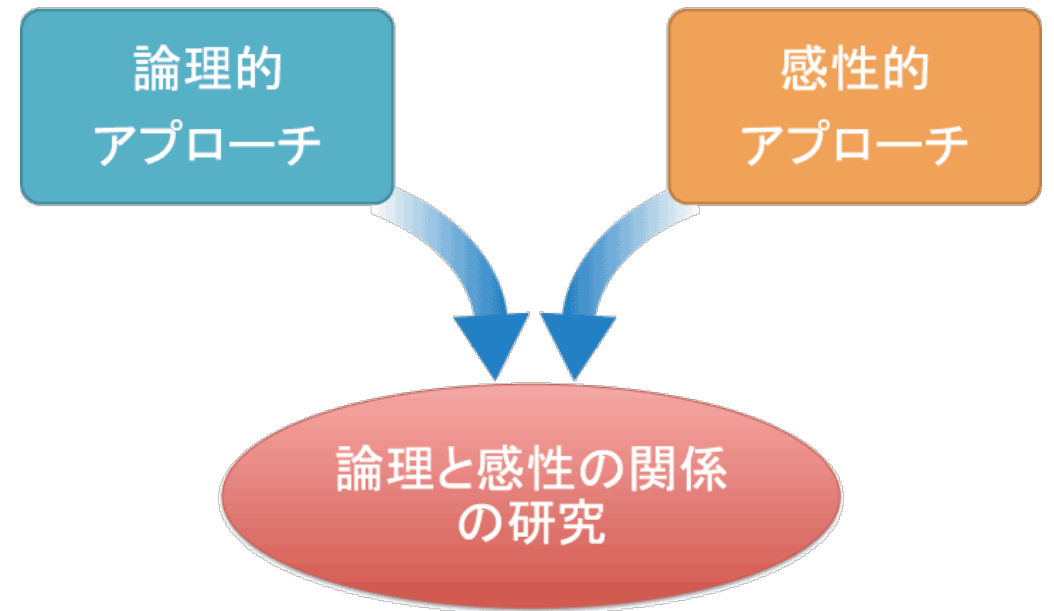 論理的
アプローチ
感性的
アプローチ
論理と感性の関係
の研究